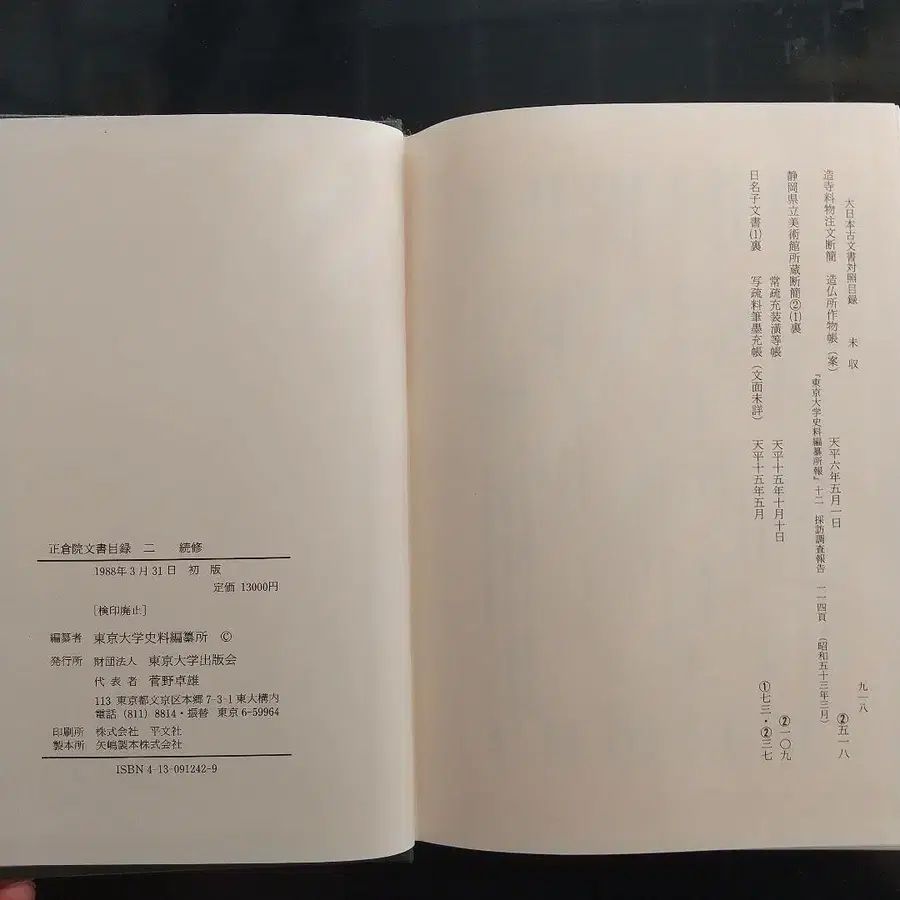 大日本古文書対照目録　未収　九一八
造寺料物注文断簡　造仏所作物帳（案）　天平六年五月一日　②五一八
『東京大学史料編纂所報』十二　採訪調査報告　一一四頁　（昭和五十三年三月）
静岡県立美術館所蔵断簡②(1)裏
常疏充装潢等帳　天平十五年十月十日　②一〇九
日名子文書(1)裏　写疏料筆墨充帳（文面未詳）　天平十五年五月　①七三・②三七
正倉院文書目録　二　続修
1988年3月31日　初　版
定価 13000円
［検印廃止］
編纂者　東京大学史料編纂所　©
発行所　財団法人　東京大学出版会
代 表 者　菅野卓雄
113 東京都文京区本郷 7-3-1 東大構内
電話 (811) 8814・振替 東京 6-59964
印刷所　株式会社　平文社
製本所　矢嶋製本株式会社
ISBN 4-13-091242-9